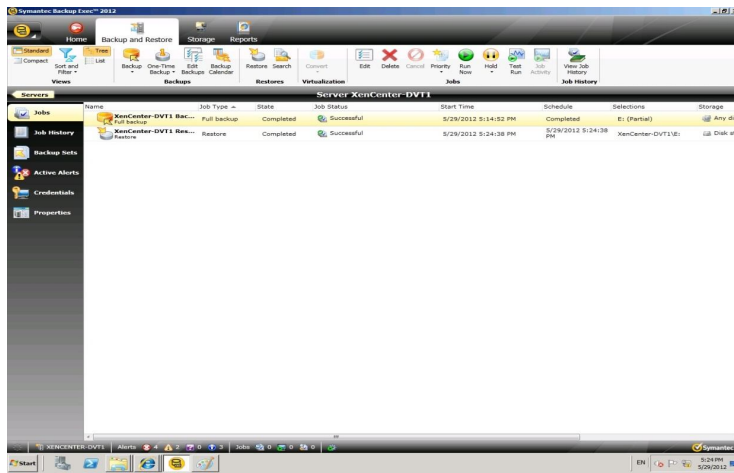 Symantec Backup Exec™ 2012
Home Backup and Restore Storage Reports
Standard
Compact
Sort and Filter
Tree
List
Backup
One-Time Backup
Edit Backups
Backup Calendar
Restore
Search
Convert
Edit
Delete
Cancel
Priority
Run Now
Hold
Test Run
Job Activity
View Job History
Views Backups Restores Virtualization Jobs Job History
Servers
Server XenCenter-DVT1
Jobs
Job History
Backup Sets
Active Alerts
Credentials
Properties
Name Job Type State Job Status Start Time Schedule Selections Storage
XenCenter-DVT1 Bac... Full backup Completed Successful 5/29/2012 5:14:52 PM Completed E: (Partial) Any di
Full backup
XenCenter-DVT1 Res... Restore Completed Successful 5/29/2012 5:24:38 PM 5/29/2012 5:24:38 PM XenCenter-DVT1\E: Disk st
Restore
XENCENTER-DVT1 Alerts 4 2 0 3 Jobs 0 0 0
Symantec
Start
EN
5:24 PM
5/29/2012